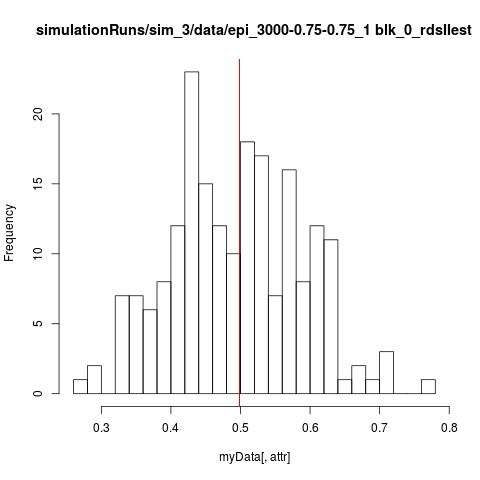 simulationRuns/sim_3/data/epi_3000-0.75-0.75_1 blk_0_rdsIIest
Frequency
20
15
10
5
0
0.3 0.4 0.5 0.6 0.7 0.8
myData[, attr]